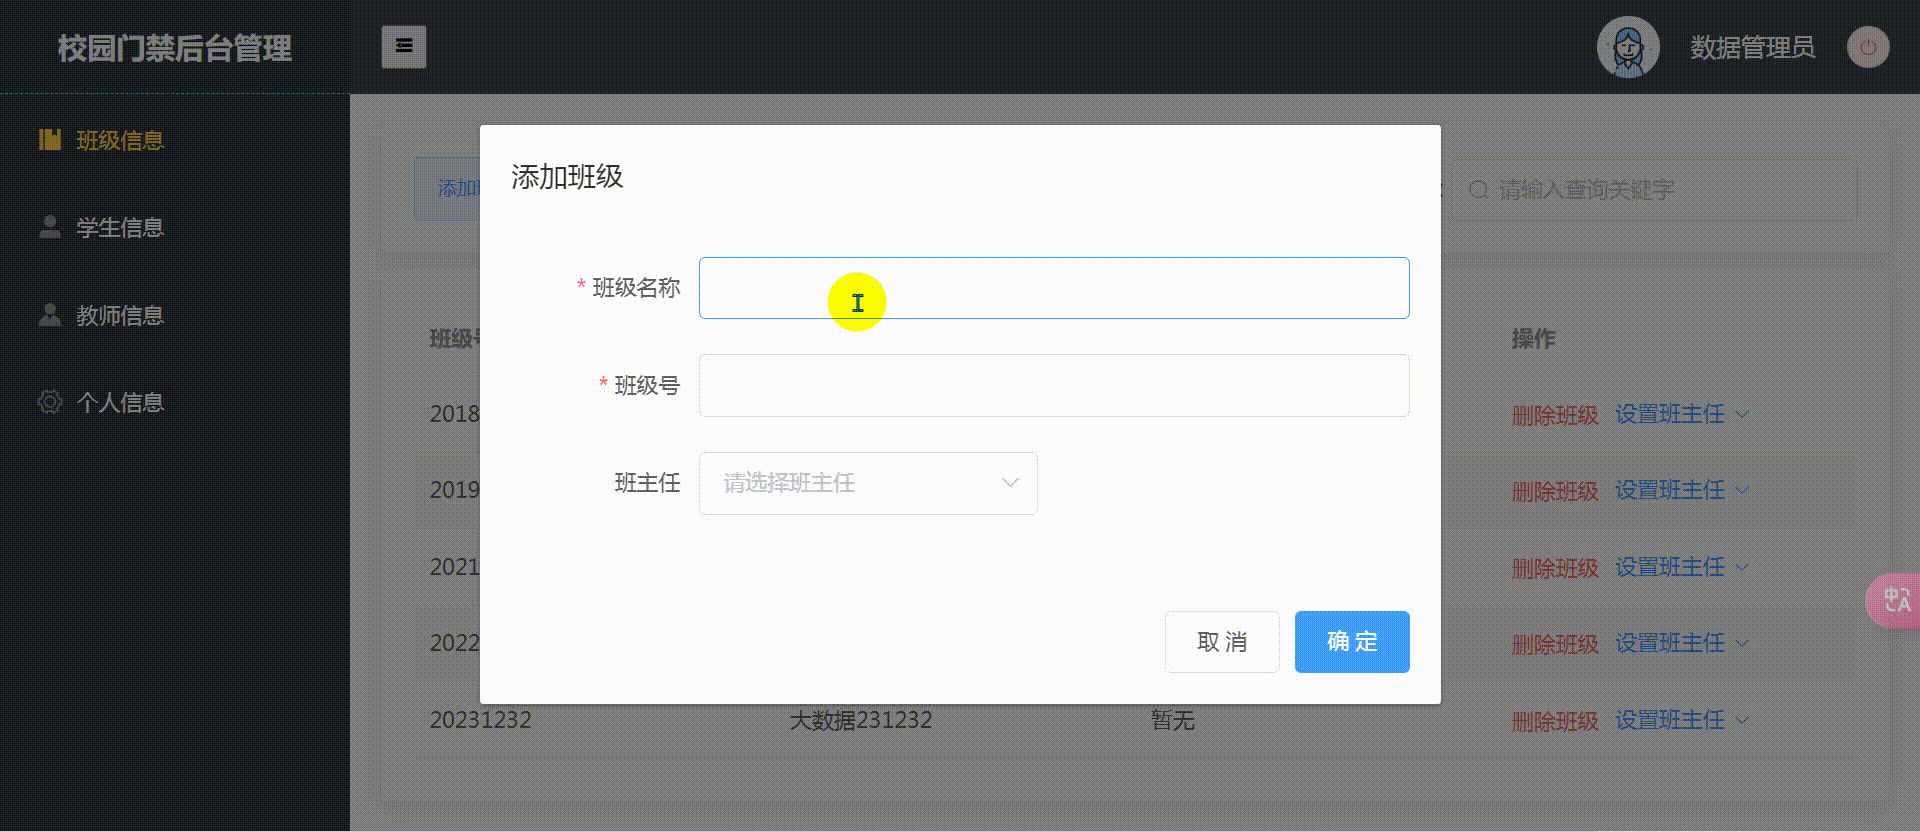 校园门禁后台管理
数据管理员
班级信息
学生信息
教师信息
个人信息
添加
请输入查询关键字
添加班级
* 班级名称
* 班级号
班主任 请选择班主任
取 消 确 定
班级 操作
2018 删除班级 设置班主任
2019 删除班级 设置班主任
2021 删除班级 设置班主任
2022 删除班级 设置班主任
20231232 大数据231232 暂无 删除班级 设置班主任
中A